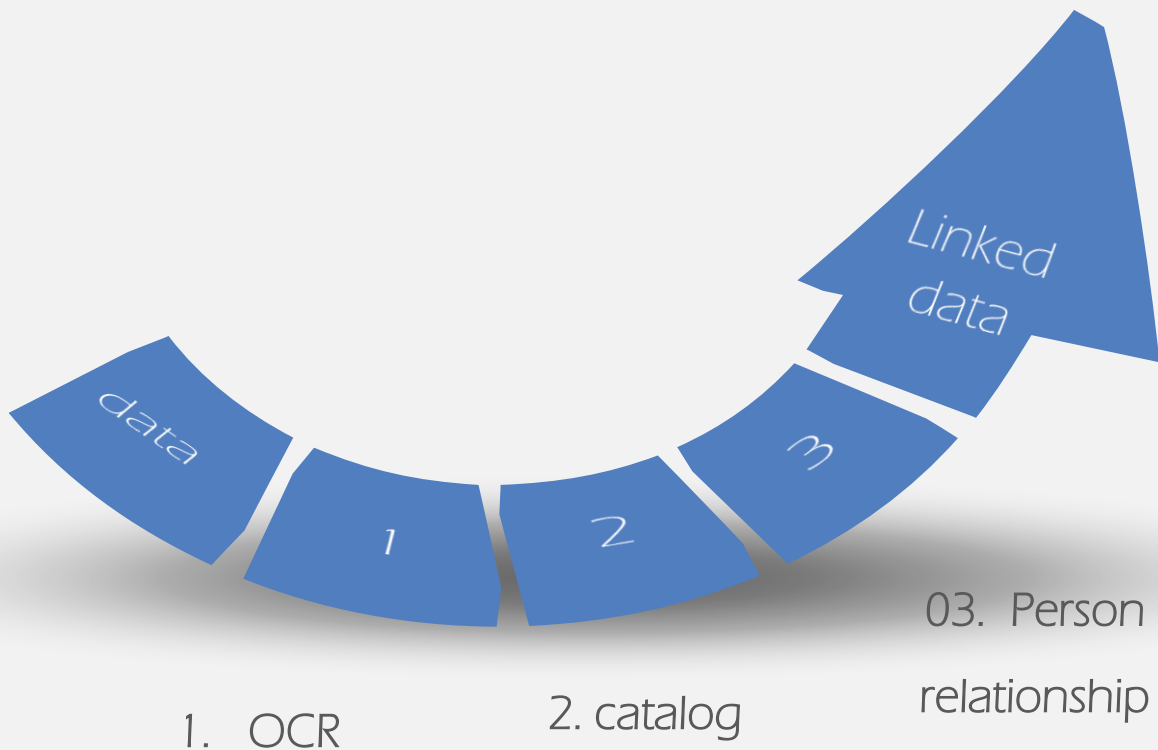 Linked
data
data
1
2
3
1. OCR
2. catalog
03. Person
relationship